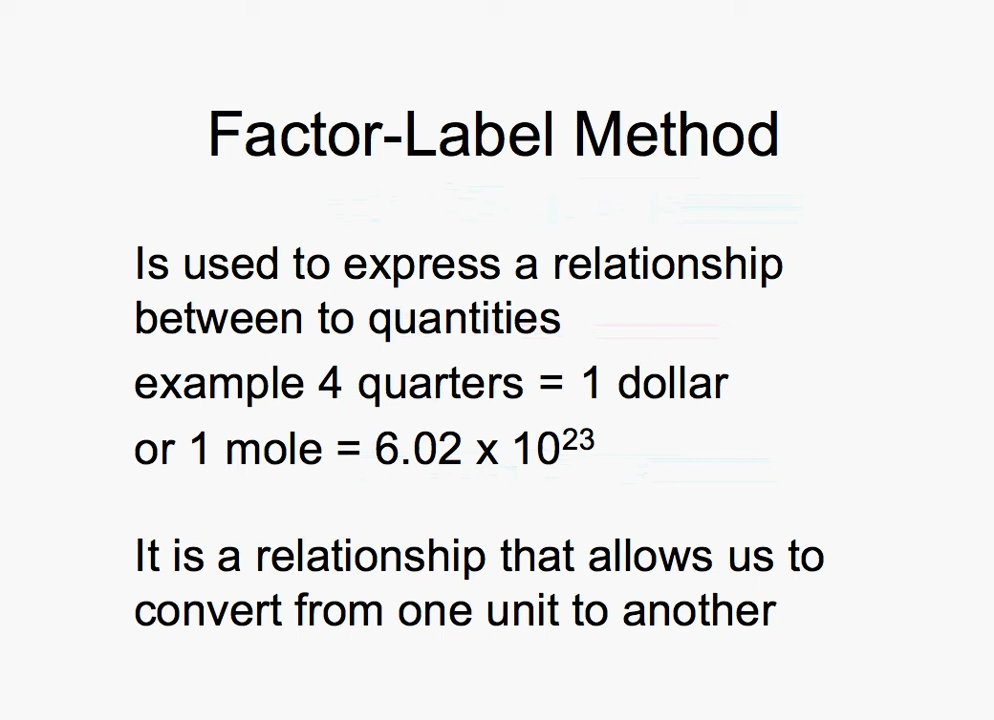 Factor-Label Method
Is used to express a relationship
between to quantities
example 4 quarters = 1 dollar
or 1 mole = 6.02 x 10²³
It is a relationship that allows us to
convert from one unit to another